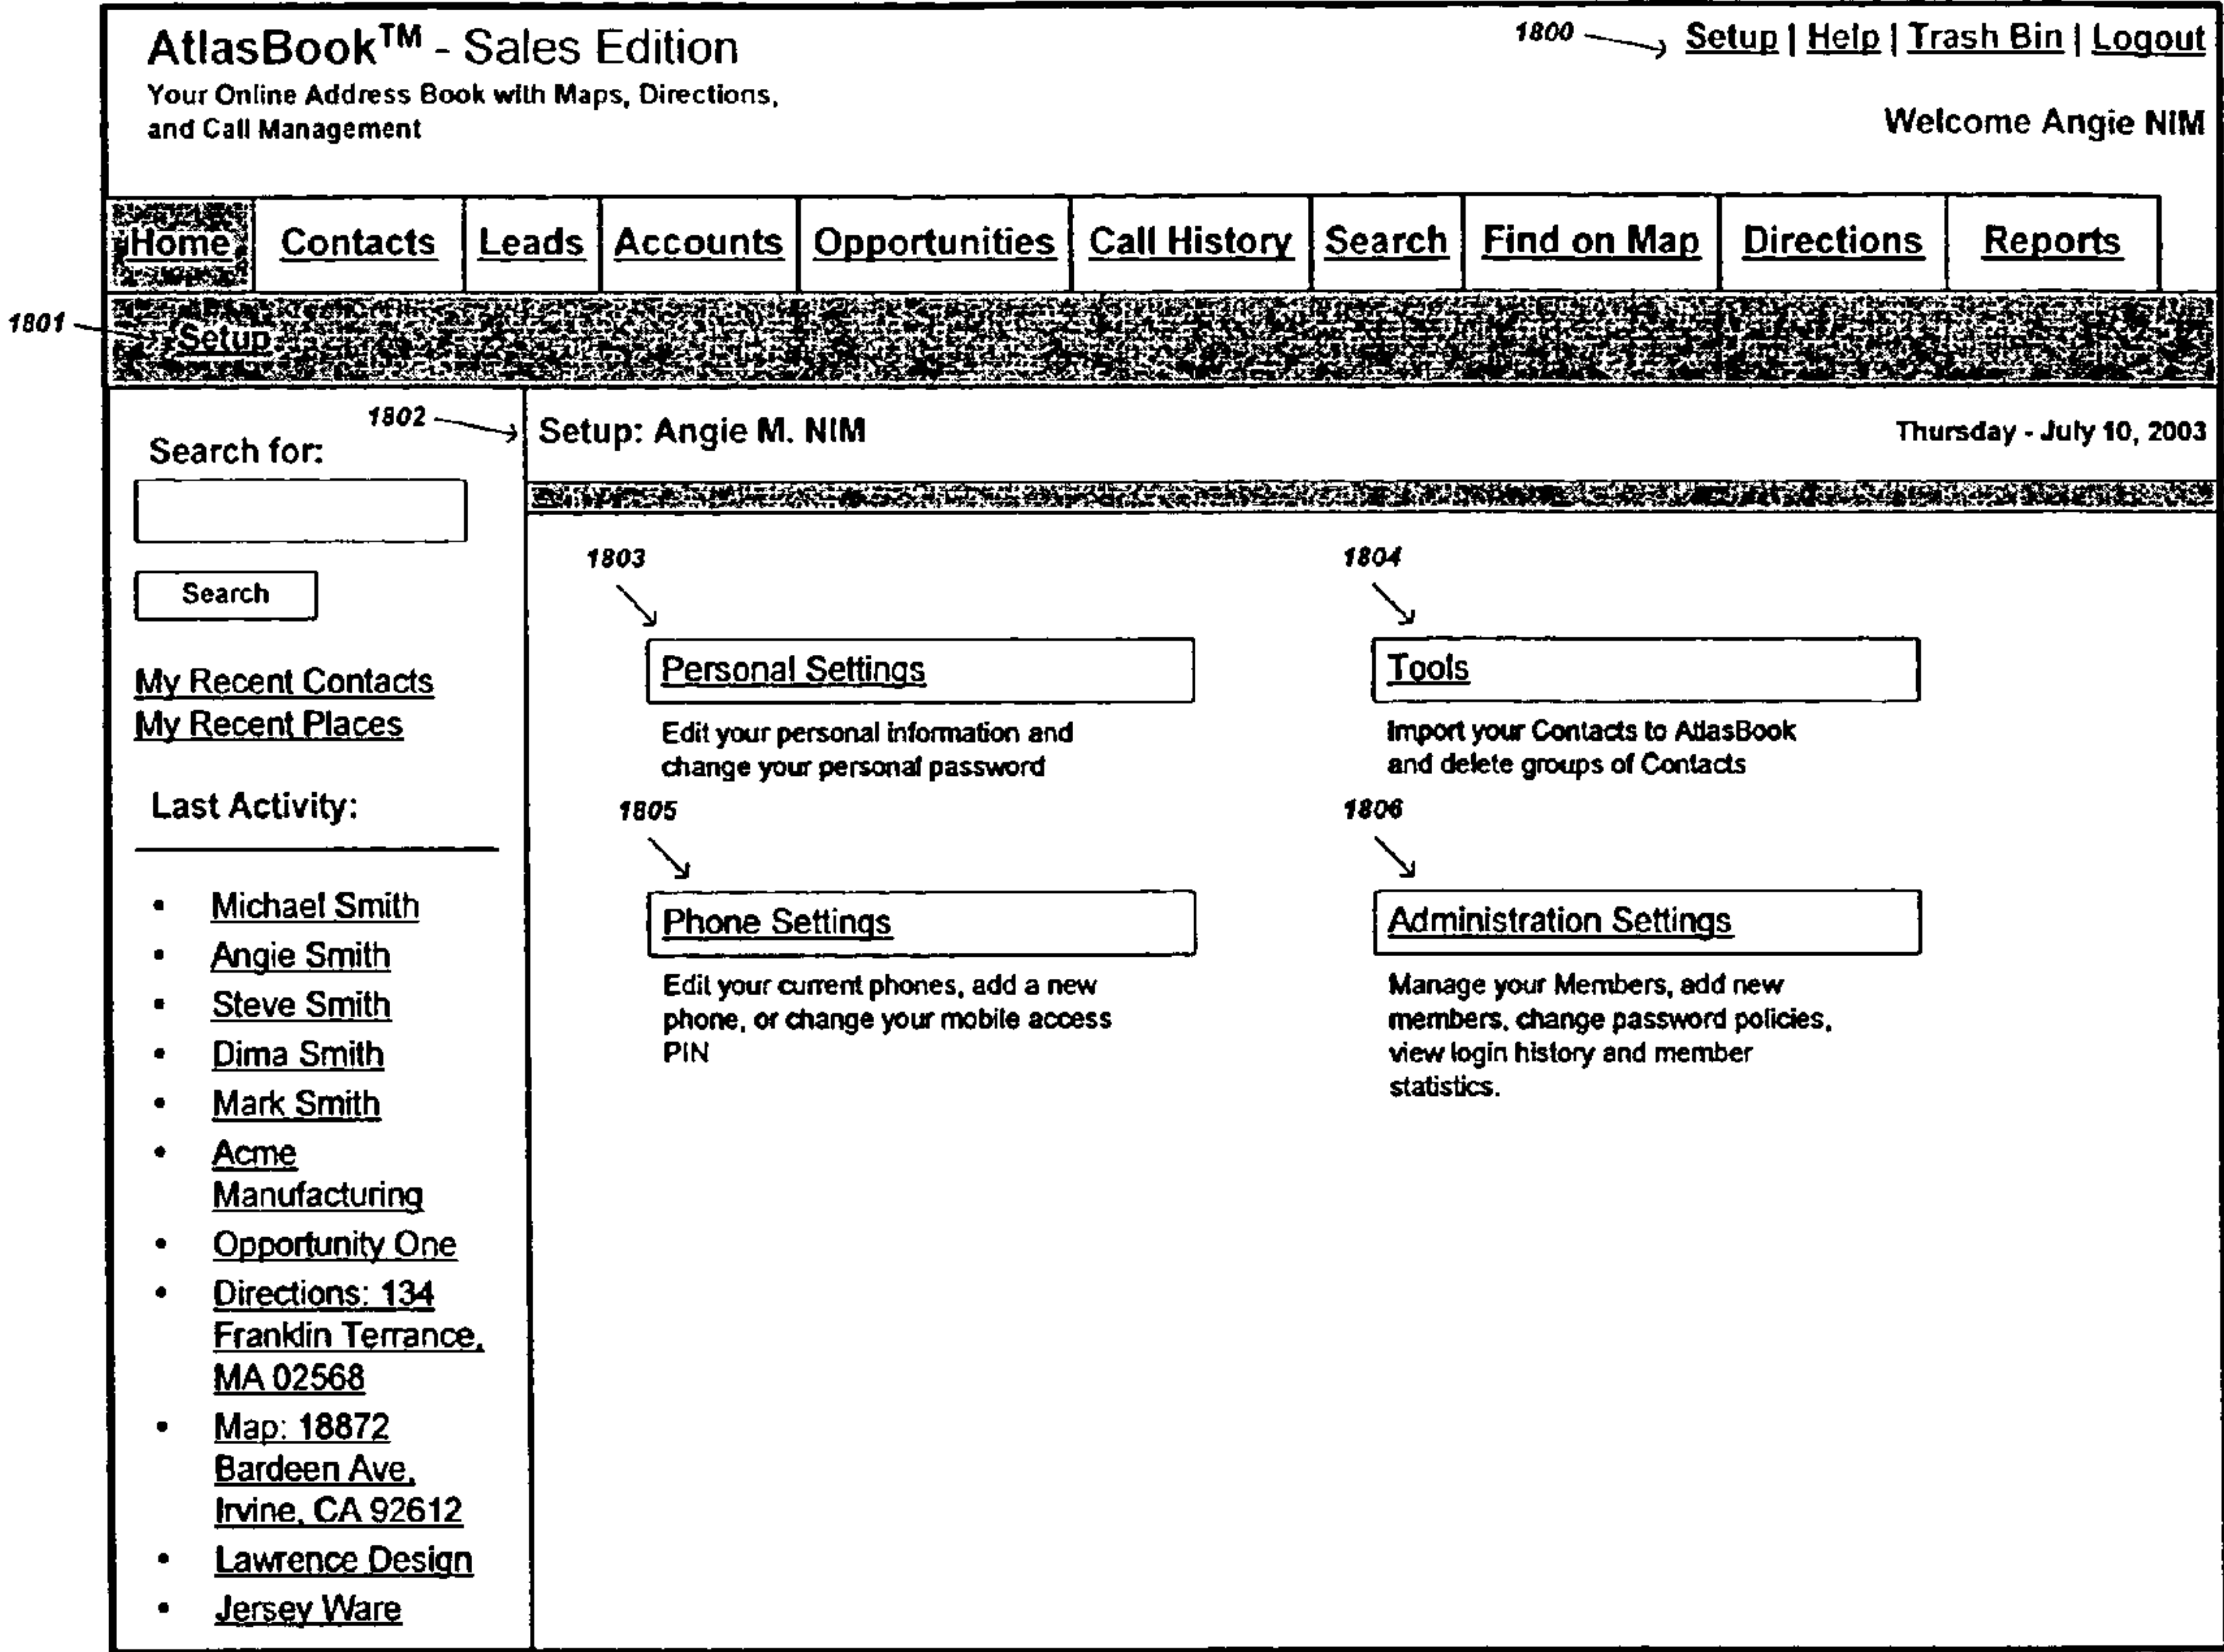 AtlasBook™ - Sales Edition
Your Online Address Book with Maps, Directions,
and Call Management
1800
Setup | Help | Trash Bin | Logout
Welcome Angie NIM
Home Contacts Leads Accounts Opportunities Call History Search Find on Map Directions Reports
1801
Setup
1802
Search for:
Search
My Recent Contacts
My Recent Places
Last Activity:
• Michael Smith
• Angie Smith
• Steve Smith
• Dima Smith
• Mark Smith
• Acme
Manufacturing
• Opportunity One
• Directions: 134
Franklin Terrance,
MA 02568
• Map: 18872
Bardeen Ave,
Irvine, CA 92612
• Lawrence Design
• Jersey Ware
Setup: Angie M. NIM
Thursday - July 10, 2003
1803
Personal Settings
Edit your personal information and
change your personal password
1804
Tools
Import your Contacts to AtlasBook
and delete groups of Contacts
1805
Phone Settings
Edit your current phones, add a new
phone, or change your mobile access
PIN
1806
Administration Settings
Manage your Members, add new
members, change password policies,
view login history and member
statistics.